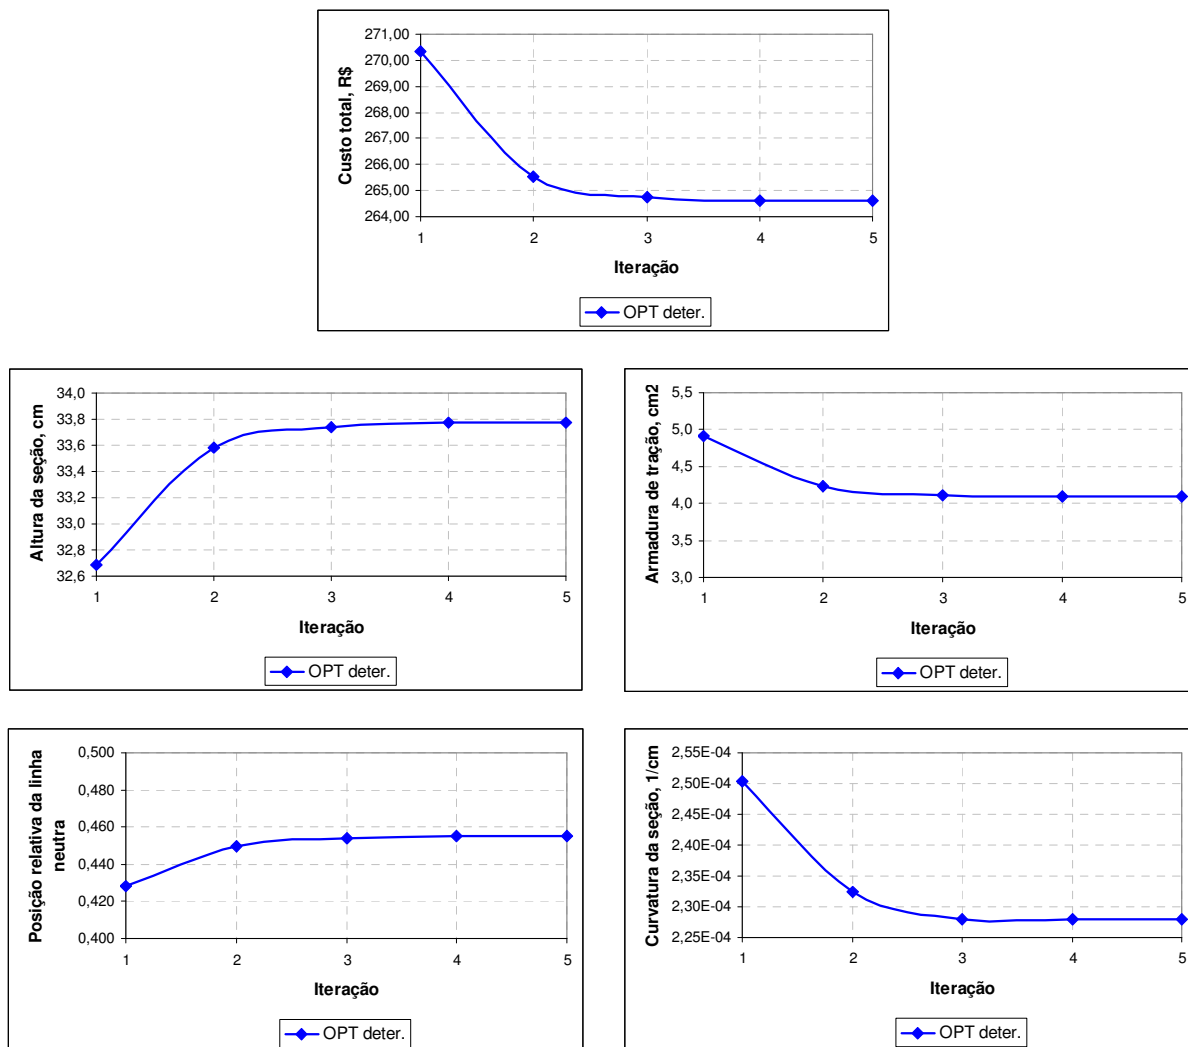 Custo total, R$
271,00
270,00
269,00
268,00
267,00
266,00
265,00
264,00
1 2 3 4 5
Iteração
OPT deter.
Altura da seção, cm
34,0
33,8
33,6
33,4
33,2
33,0
32,8
32,6
1 2 3 4 5
Iteração
OPT deter.
Armadura de tração, cm2
5,5
5,0
4,5
4,0
3,5
3,0
1 2 3 4 5
Iteração
OPT deter.
Posição relativa da linha
neutra
0,500
0,480
0,460
0,440
0,420
0,400
1 2 3 4 5
Iteração
OPT deter.
Curvatura da seção, 1/cm
2,55E-04
2,50E-04
2,45E-04
2,40E-04
2,35E-04
2,30E-04
2,25E-04
1 2 3 4 5
Iteração
OPT deter.